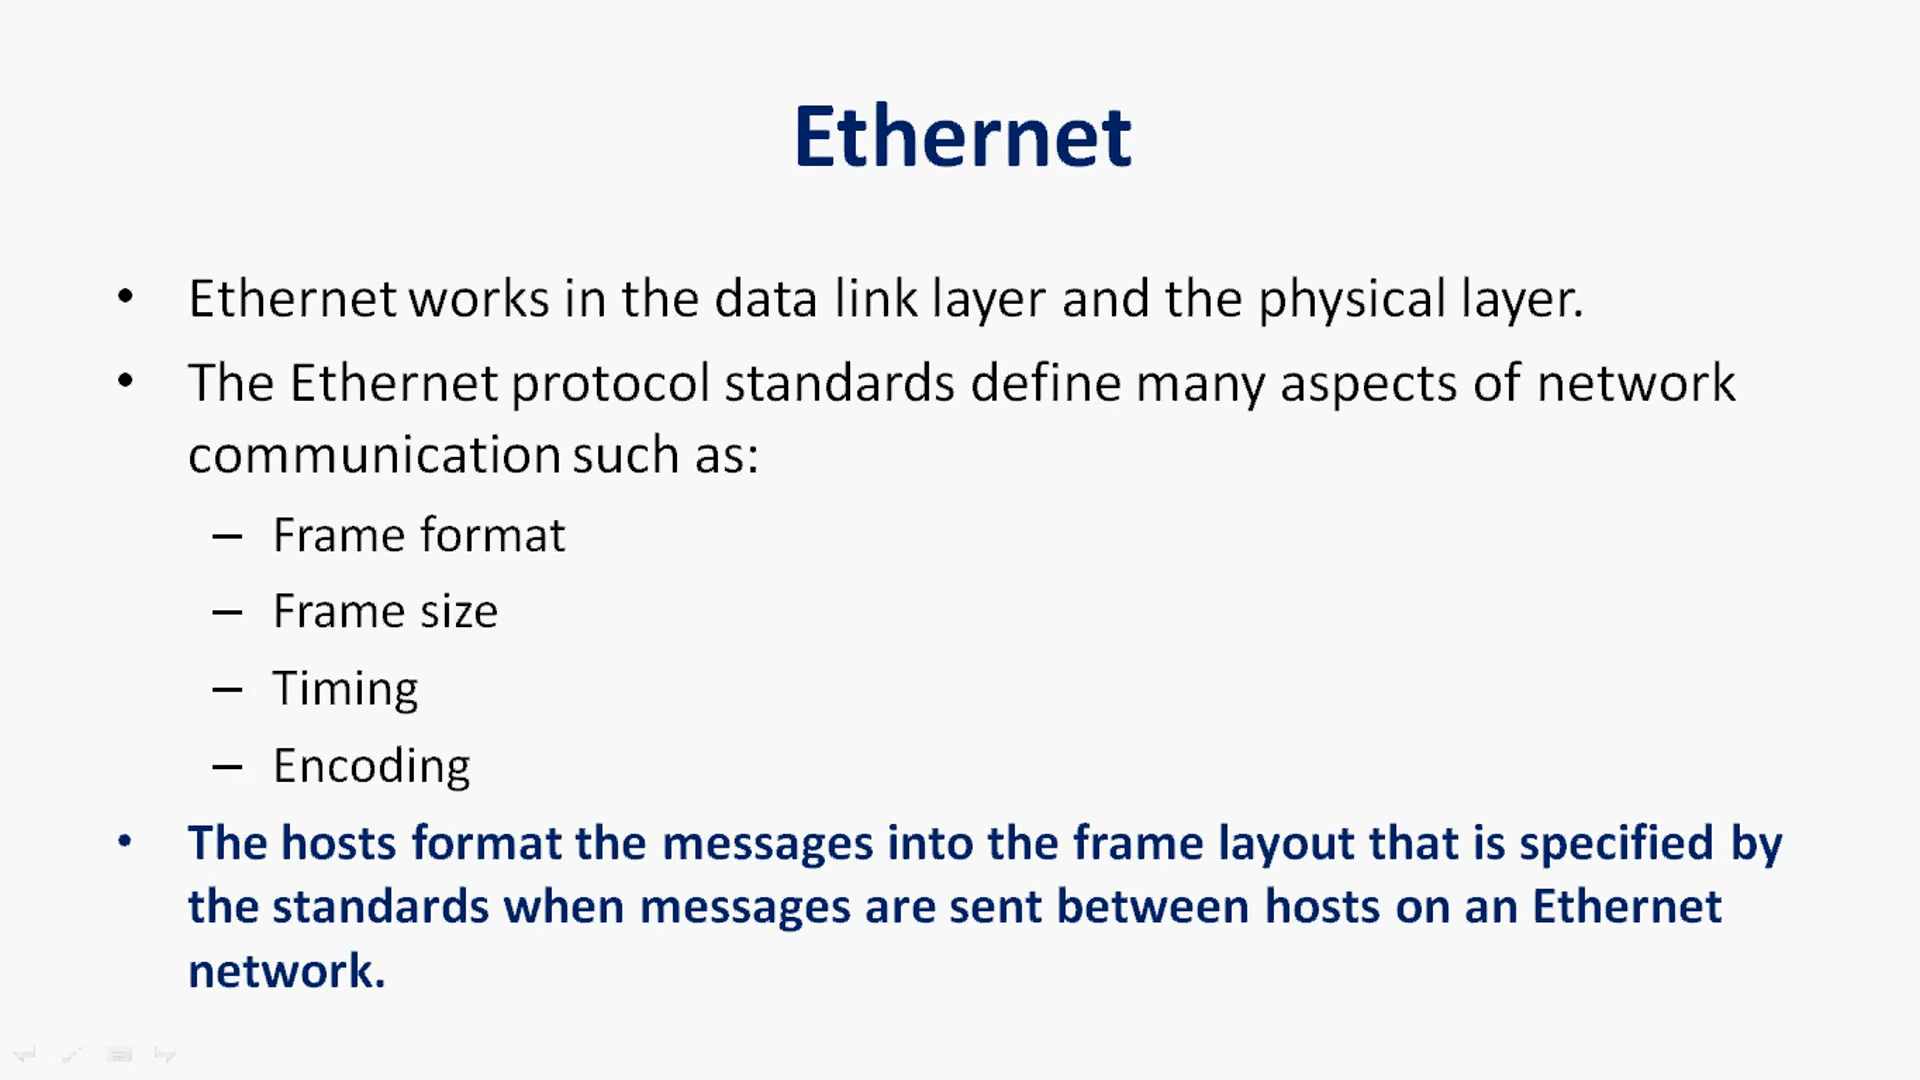 Ethernet
• Ethernet works in the data link layer and the physical layer.
• The Ethernet protocol standards define many aspects of network
communication such as:
– Frame format
– Frame size
– Timing
– Encoding
• The hosts format the messages into the frame layout that is specified by
the standards when messages are sent between hosts on an Ethernet
network.